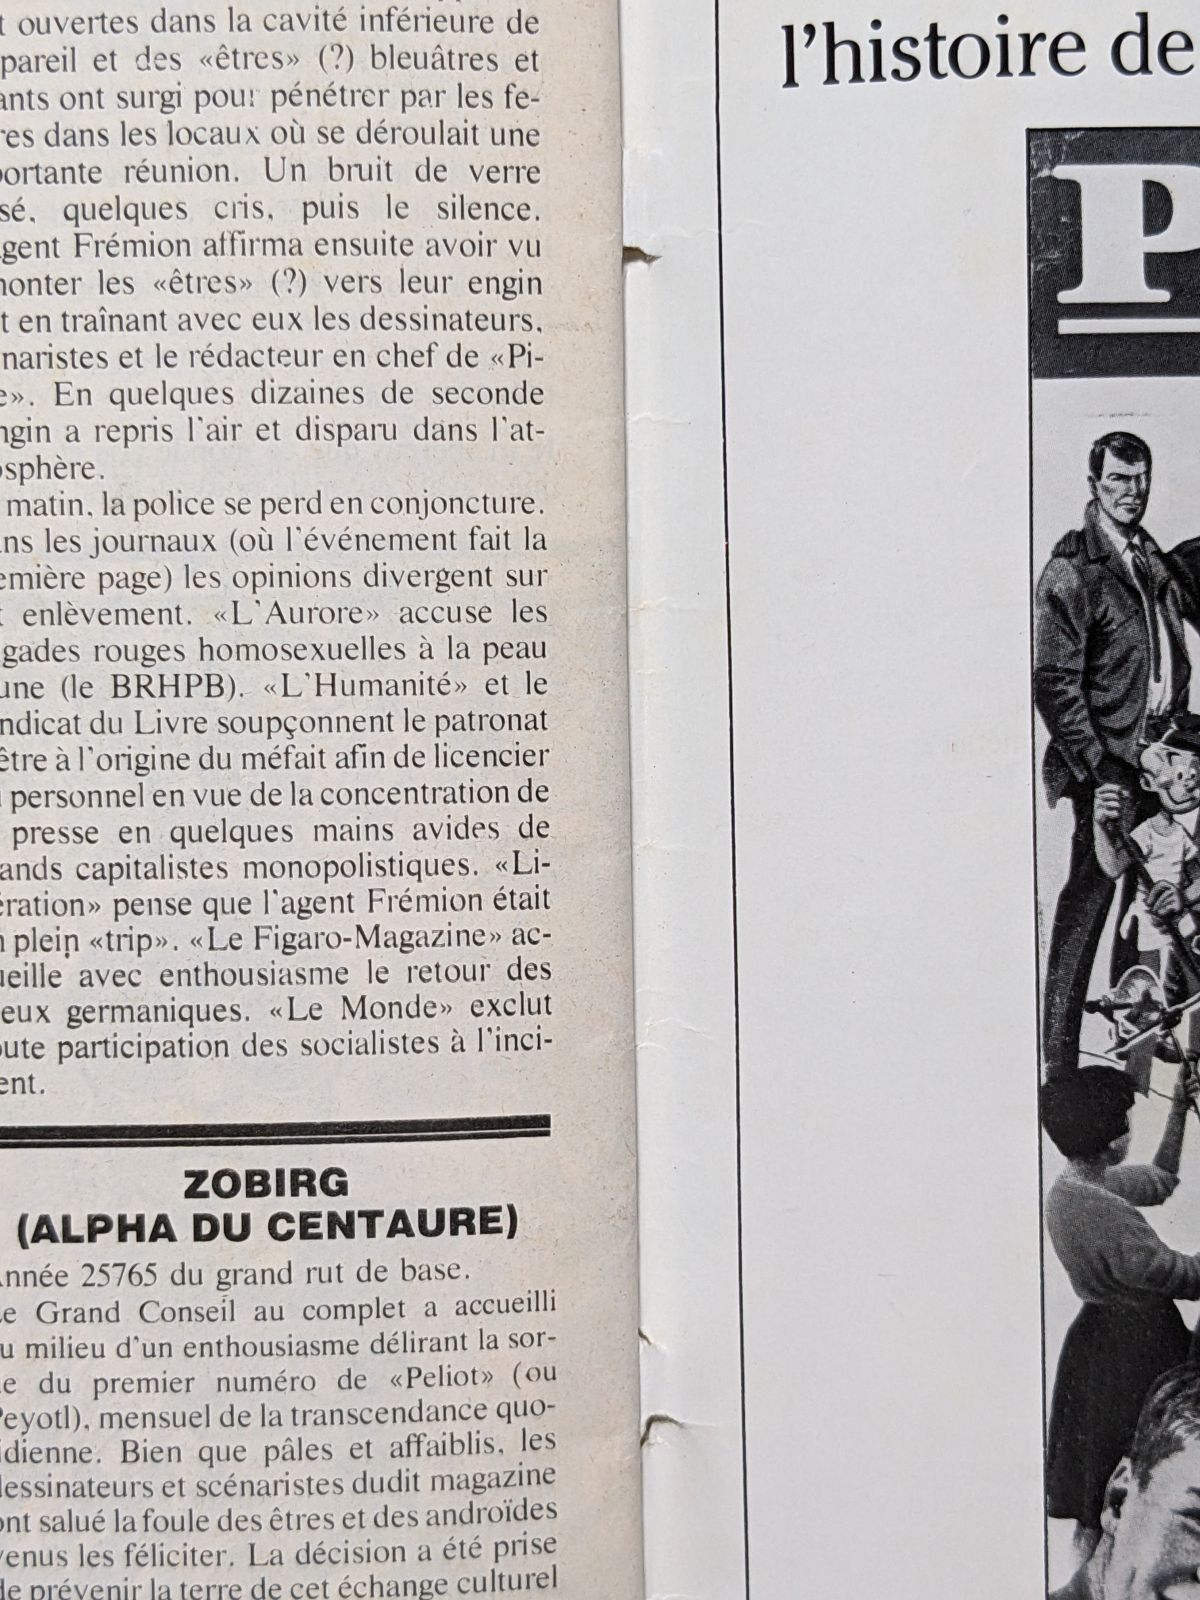 t ouvertes dans la cavité inférieure de
pareil et des «êtres» (?) bleuâtres et
ants ont surgi pour pénétrer par les fe-
res dans les locaux où se déroulait une
portante réunion. Un bruit de verre
sé, quelques cris, puis le silence.
gent Frémion affirma ensuite avoir vu
onter les «êtres» (?) vers leur engin
t en traînant avec eux les dessinateurs,
naristes et le rédacteur en chef de «Pi-
e». En quelques dizaines de seconde
ngin a repris l'air et disparu dans l'at-
osphère.
matin, la police se perd en conjoncture.
ans les journaux (où l'événement fait la
emière page) les opinions divergent sur
t enlèvement. «L'Aurore» accuse les
gades rouges homosexuelles à la peau
une (le BRHPB). «L'Humanité» et le
ndicat du Livre soupçonnent le patronat
être à l'origine du méfait afin de licencier
personnel en vue de la concentration de
presse en quelques mains avides de
ands capitalistes monopolistiques. «Li-
ération» pense que l'agent Frémion était
n plein «trip». «Le Figaro-Magazine» ac-
ueille avec enthousiasme le retour des
eux germaniques. «Le Monde» exclut
oute participation des socialistes à l'inci-
ent.
ZOBIRG
(ALPHA DU CENTAURE)
nnée 25765 du grand rut de base.
e Grand Conseil au complet a accueilli
u milieu d'un enthousiasme délirant la sor-
ie du premier numéro de «Peliot» (ou
Peyotl), mensuel de la transcendance quo-
idienne. Bien que pâles et affaiblis, les
dessinateurs et scénaristes dudit magazine
ont salué la foule des êtres et des androïdes
venus les féliciter. La décision a été prise
de prévenir la terre de cet échange culturel
l'histoire de
P